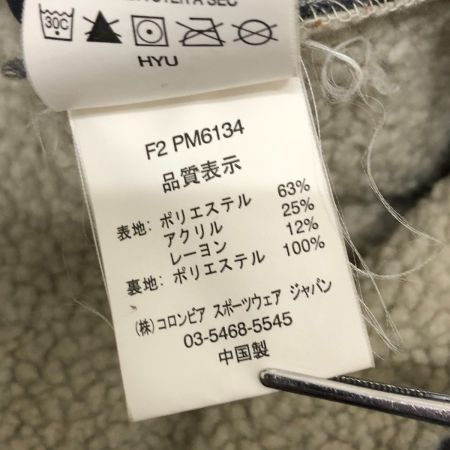 30C
HYU
F2 PM6134
品質表示
表地: ポリエステル 63%
アクリル 25%
レーヨン 12%
裏地: ポリエステル 100%
(株)コロンビア スポーツウェア ジャパン
03-5468-5545
中国製